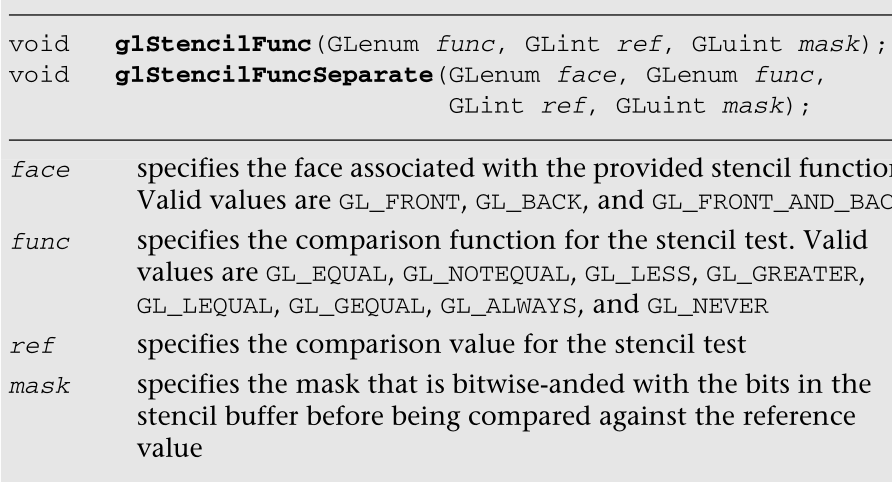 void glStencilFunc(GLenum func, GLint ref, GLuint mask);
void glStencilFuncSeparate(GLenum face, GLenum func,
GLint ref, GLuint mask);
face specifies the face associated with the provided stencil function
Valid values are GL_FRONT, GL_BACK, and GL_FRONT_AND_BAC
func specifies the comparison function for the stencil test. Valid
values are GL_EQUAL, GL_NOTEQUAL, GL_LESS, GL_GREATER,
GL_LEQUAL, GL_GEQUAL, GL_ALWAYS, and GL_NEVER
ref specifies the comparison value for the stencil test
mask specifies the mask that is bitwise-anded with the bits in the
stencil buffer before being compared against the reference
value